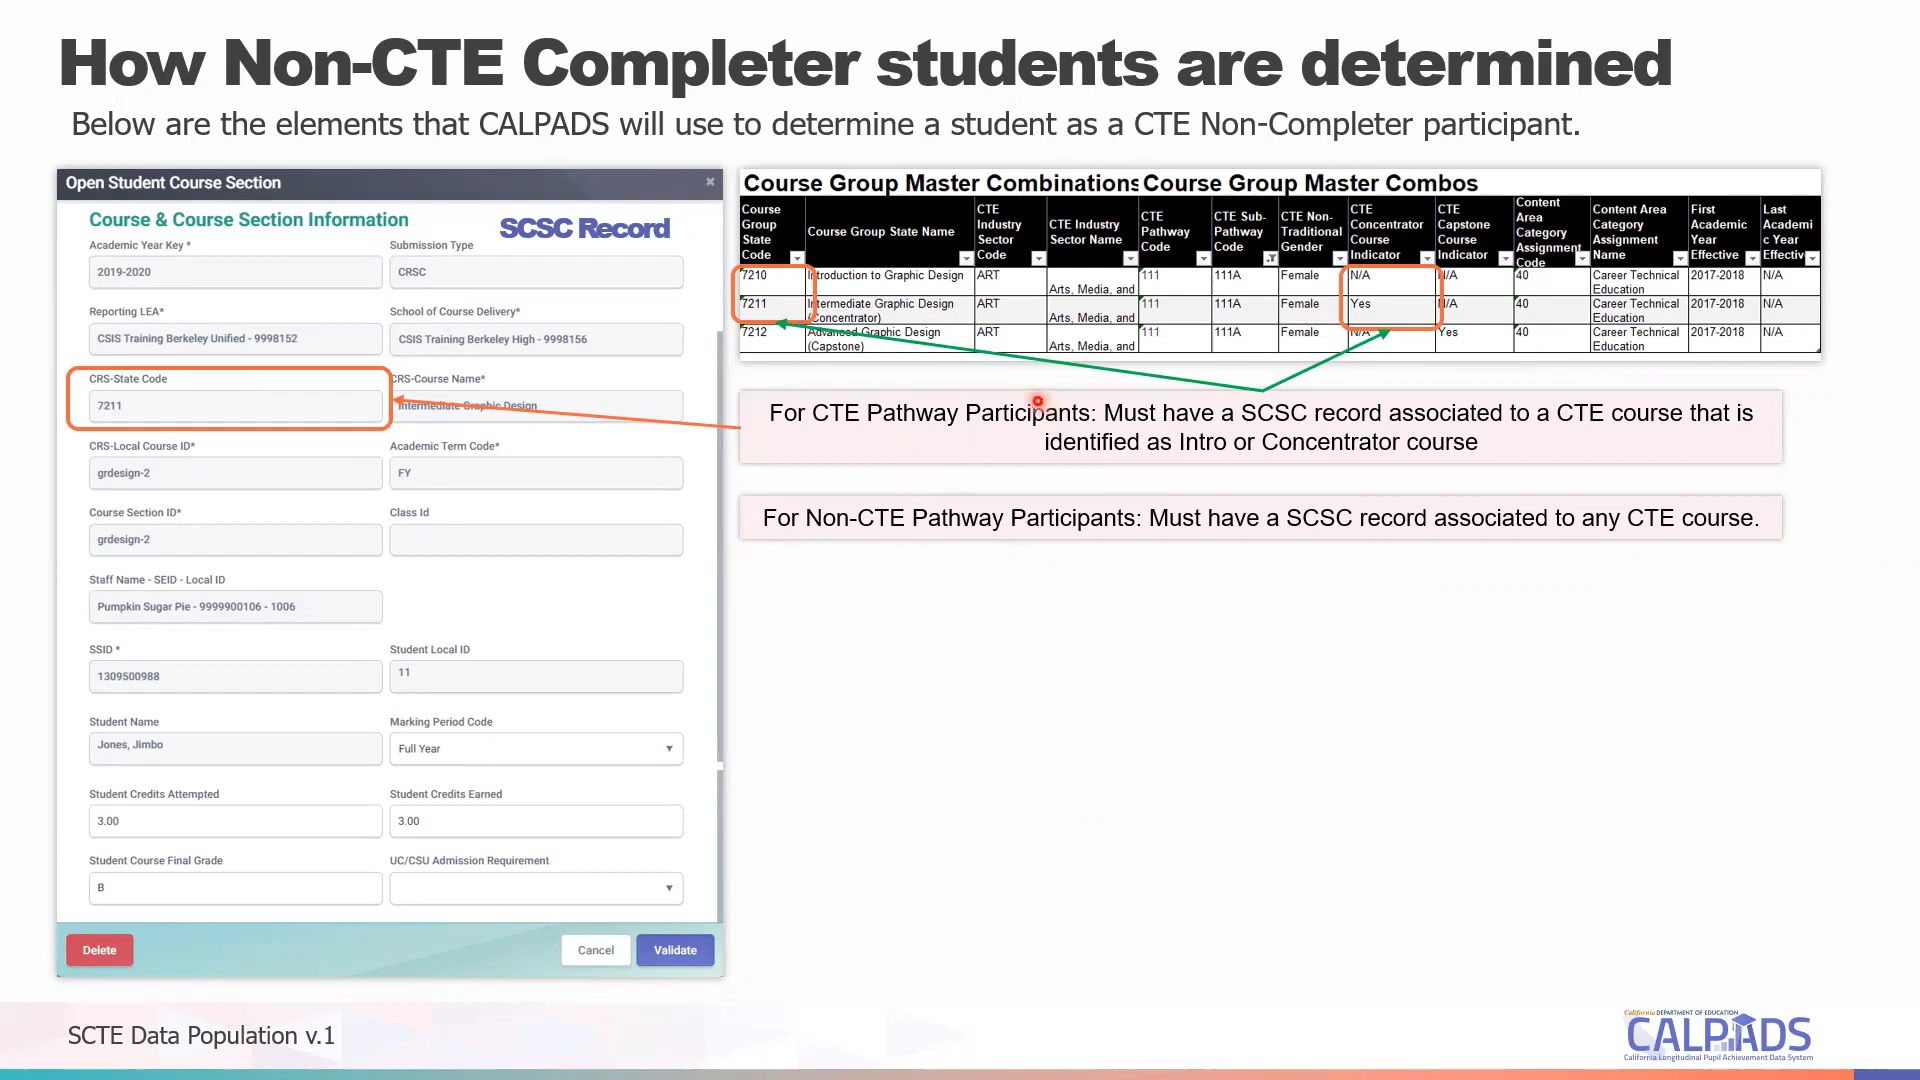 How Non-CTE Completer students are determined
Below are the elements that CALPADS will use to determine a student as a CTE Non-Completer participant.
Open Student Course Section
×
Course & Course Section Information
SCSC Record
Academic Year Key *
Submission Type
2019-2020
CRSC
Reporting LEA*
School of Course Delivery*
CSIS Training Berkeley Unified - 9998152
CSIS Training Berkeley High - 9998156
CRS-State Code
CRS-Course Name*
7211
Intermediate Graphic Design
CRS-Local Course ID*
Academic Term Code*
grdesign-2
FY
Course Section ID*
Class Id
grdesign-2
Staff Name - SEID - Local ID
Pumpkin Sugar Pie - 9999900106 - 1006
SSID *
Student Local ID
1309500988
11
Student Name
Marking Period Code
Jones, Jimbo
Full Year
Student Credits Attempted
Student Credits Earned
3.00
3.00
Student Course Final Grade
UC/CSU Admission Requirement
B
Delete
Cancel
Validate
Course Group Master Combinations Course Group Master Combos
Course Group State Code
Course Group State Name
CTE Industry Sector Code
CTE Industry Sector Name
CTE Pathway Code
CTE Sub-Pathway Code
CTE Non-Traditional Gender
CTE Concentrator Course Indicator
CTE Capstone Course Indicator
Content Area Category Assignment Code
Content Area Category Assignment Name
First Academic Year Effective
Last Academi c Year Effectiv
7210 Introduction to Graphic Design ART Arts, Media, and 111 111A Female N/A N/A 40 Career Technical Education 2017-2018 N/A
7211 Intermediate Graphic Design (Concentrator) ART Arts, Media, and 111 111A Female Yes N/A 40 Career Technical Education 2017-2018 N/A
7212 Advanced Graphic Design (Capstone) ART Arts, Media, and 111 111A Female N/A Yes 40 Career Technical Education 2017-2018 N/A
For CTE Pathway Participants: Must have a SCSC record associated to a CTE course that is
identified as Intro or Concentrator course
For Non-CTE Pathway Participants: Must have a SCSC record associated to any CTE course.
SCTE Data Population v.1
California DEPARTMENT OF EDUCATION
CALPADS
California Longitudinal Pupil Achievement Data System